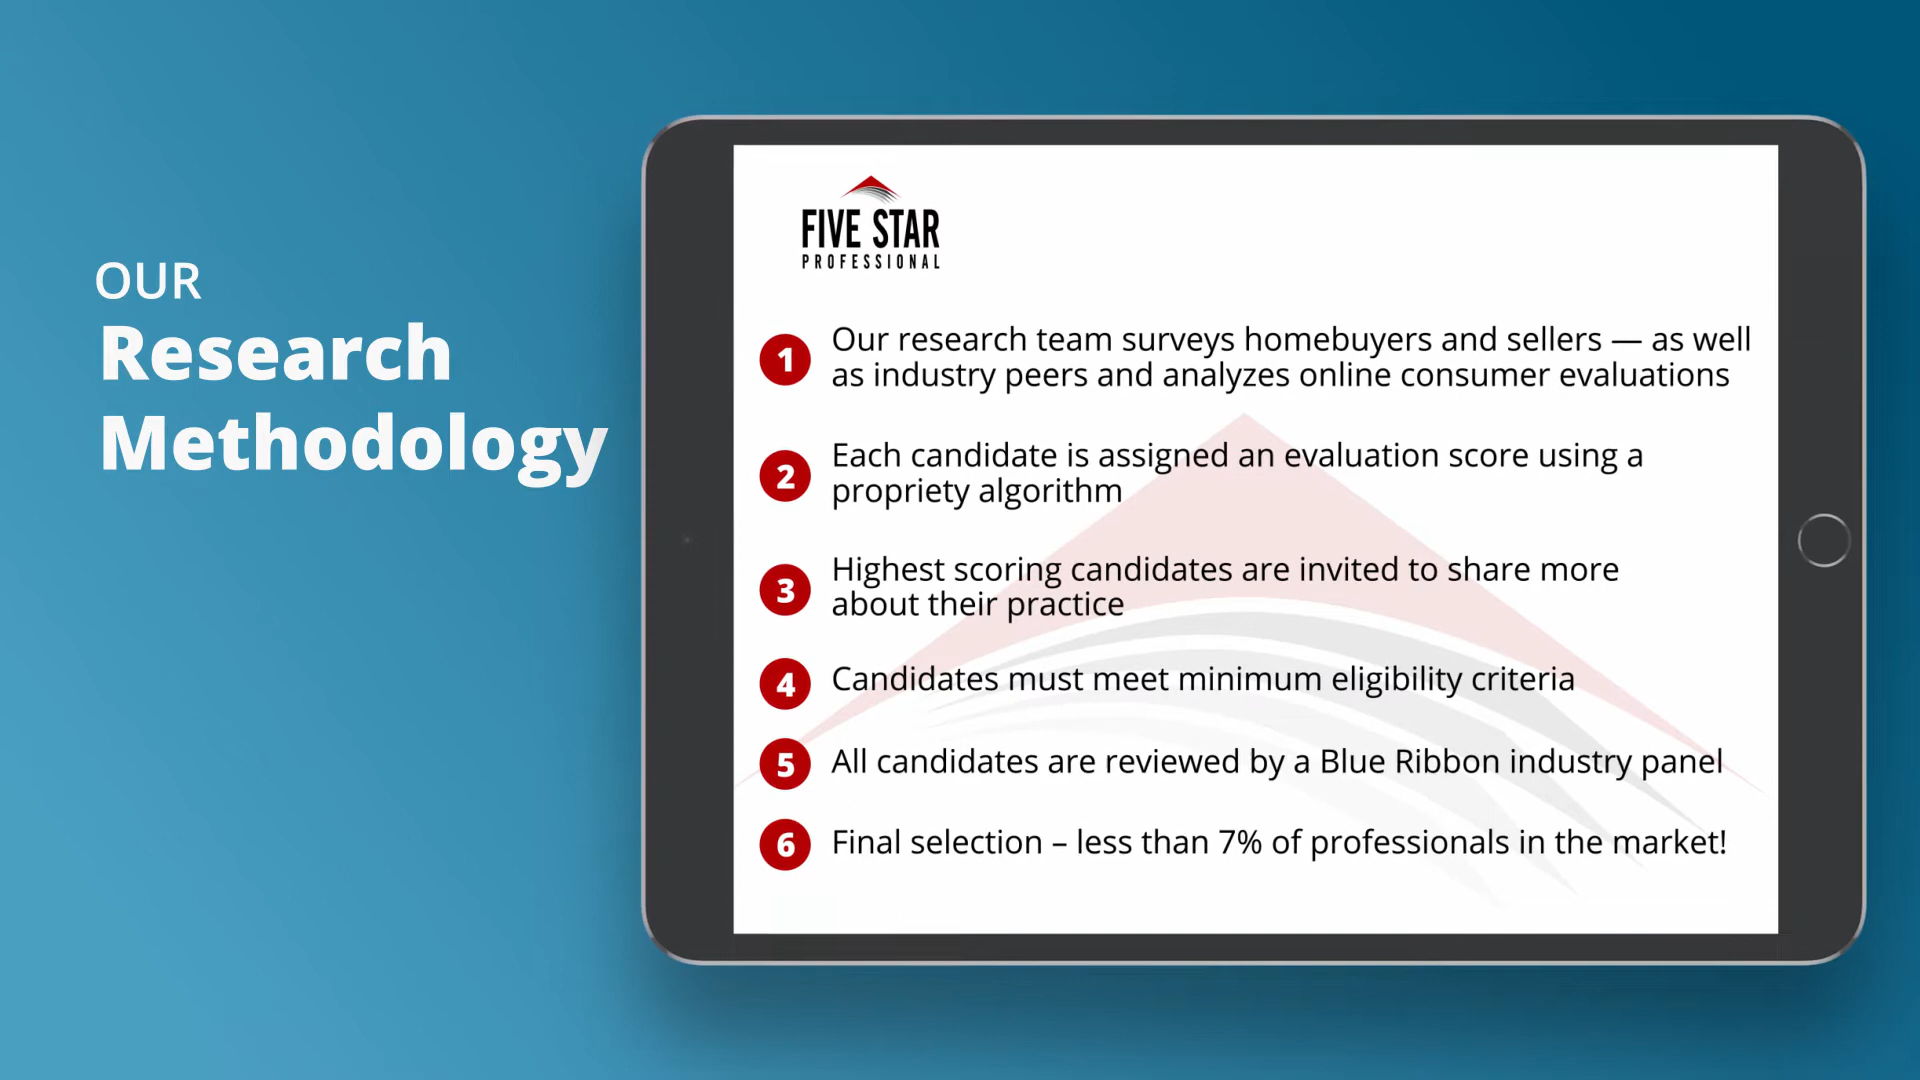 OUR
Research
Methodology
FIVE STAR
PROFESSIONAL
1 Our research team surveys homebuyers and sellers — as well
as industry peers and analyzes online consumer evaluations
2 Each candidate is assigned an evaluation score using a
propriety algorithm
3 Highest scoring candidates are invited to share more
about their practice
4 Candidates must meet minimum eligibility criteria
5 All candidates are reviewed by a Blue Ribbon industry panel
6 Final selection – less than 7% of professionals in the market!